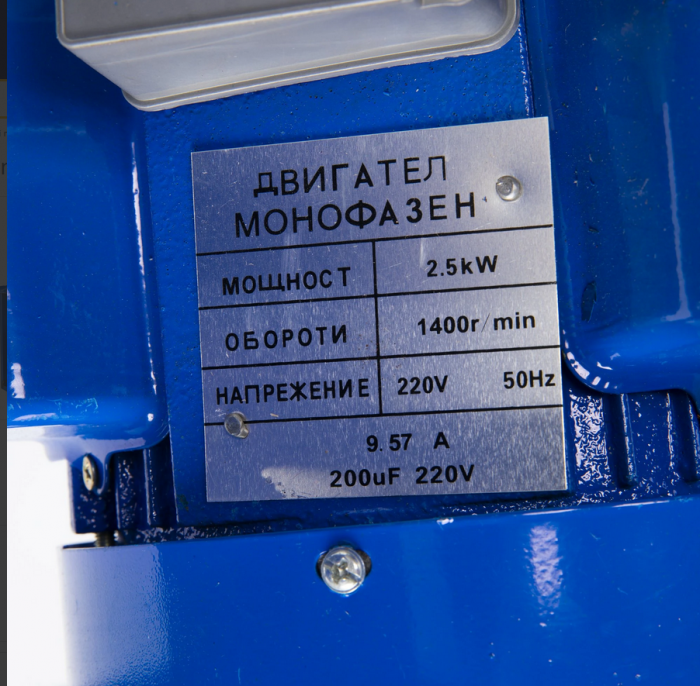 ДВИГАТЕЛ
МОНОФАЗЕН
МОЩНОСТ 2.5kW
ОБОРОТИ 1400r/min
НАПРЕЖЕНИЕ 220V 50Hz
9.57 A
200uF 220V